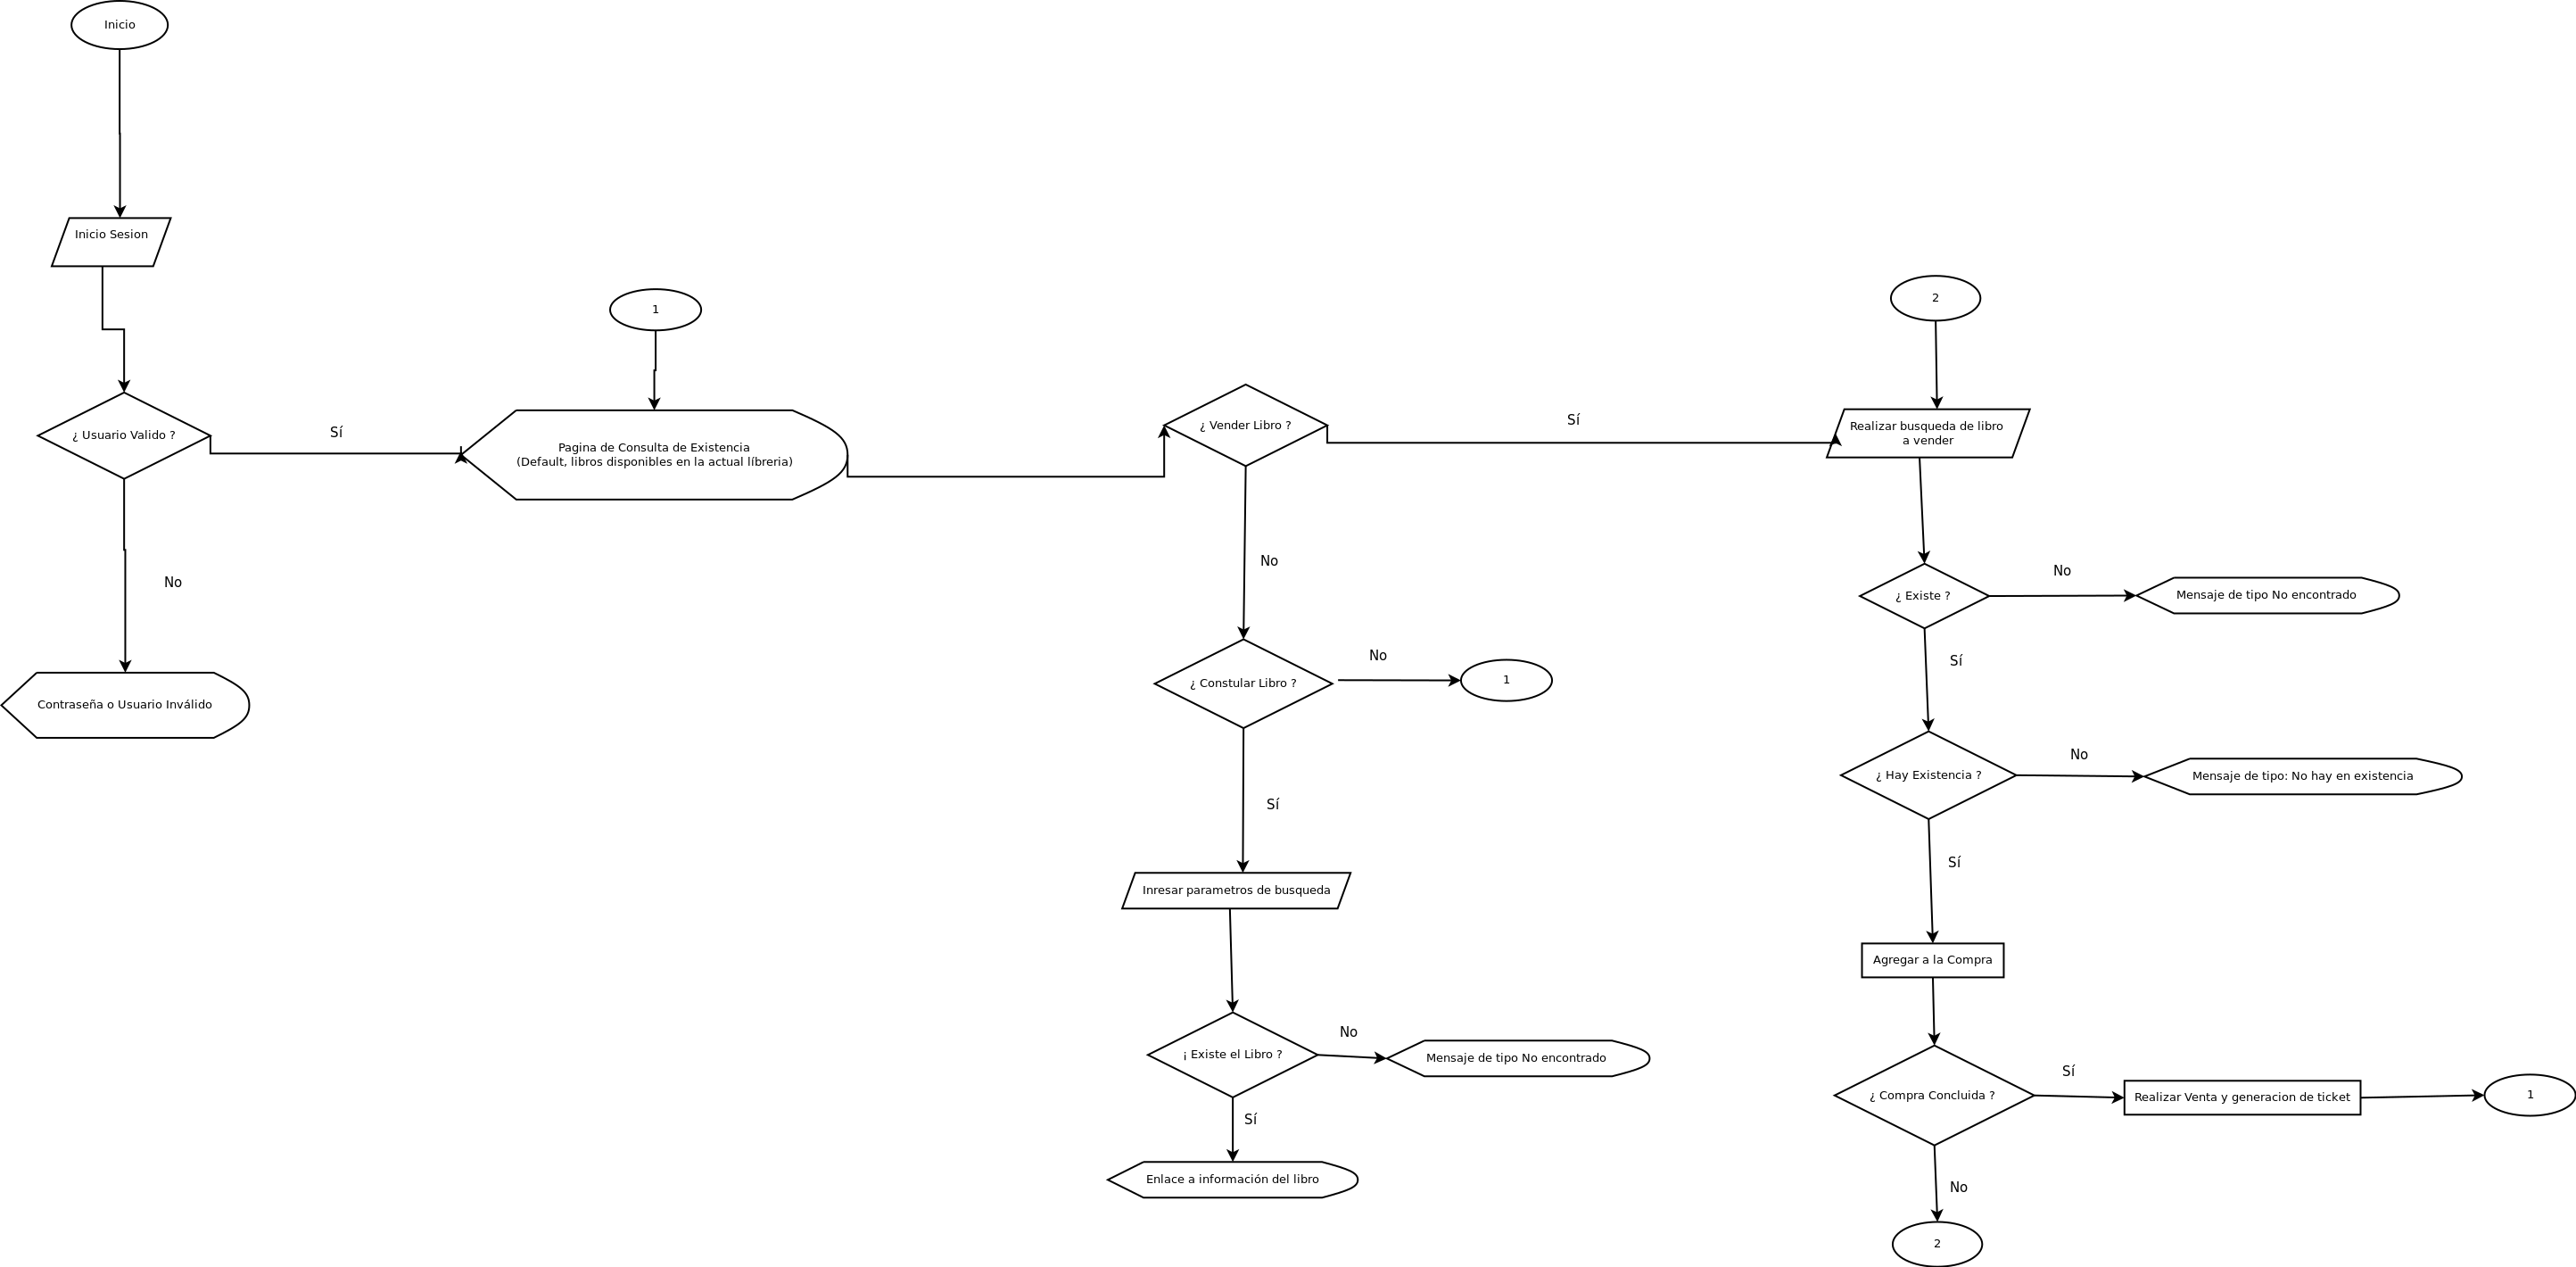 Inicio
Inicio Sesion
¿ Usuario Valido ?
Sí
No
Contraseña o Usuario Inválido
1
Pagina de Consulta de Existencia
(Default, libros disponibles en la actual líbreria)
¿ Vender Libro ?
Sí
No
¿ Constular Libro ?
No
1
Sí
Inresar parametros de busqueda
¡ Existe el Libro ?
No
Mensaje de tipo No encontrado
Sí
Enlace a información del libro
2
Realizar busqueda de libro
a vender
¿ Existe ?
No
Mensaje de tipo No encontrado
Sí
¿ Hay Existencia ?
No
Mensaje de tipo: No hay en existencia
Sí
Agregar a la Compra
¿ Compra Concluida ?
Sí
Realizar Venta y generacion de ticket
1
No
2